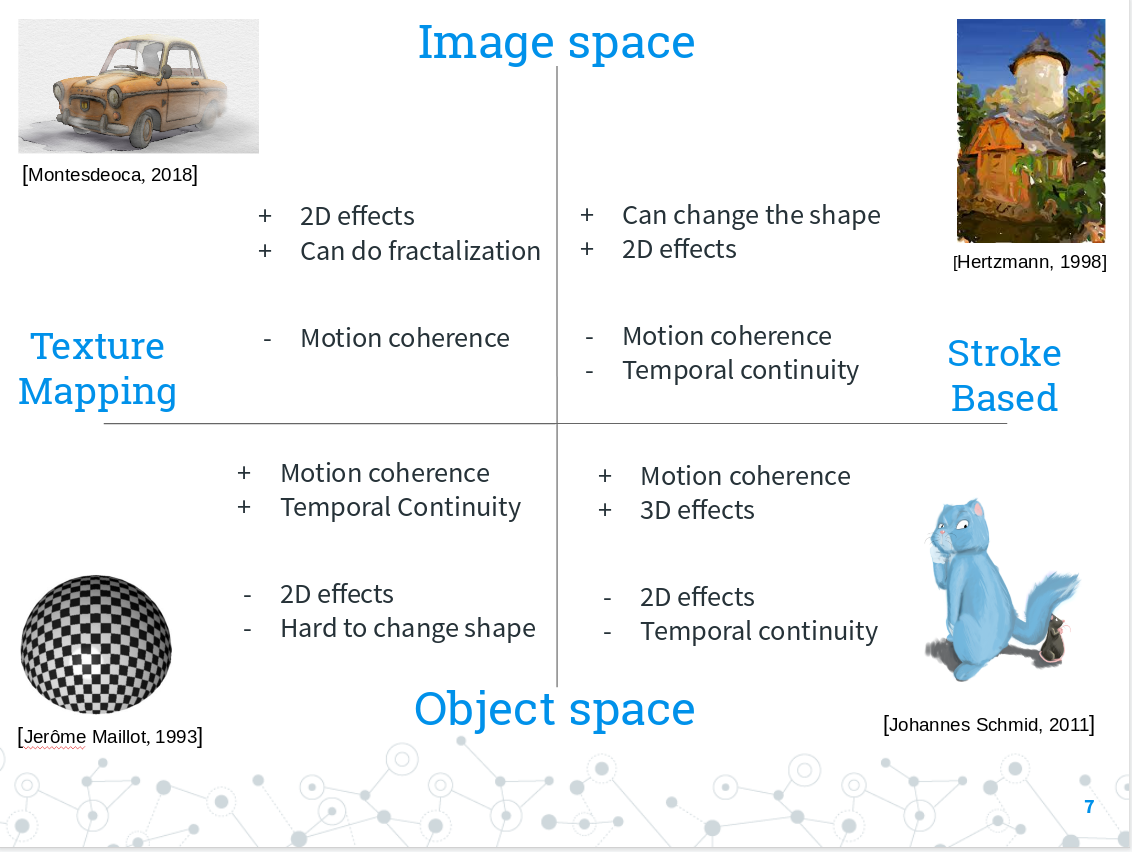 Image space
[Montesdeoca, 2018]
+ 2D effects
+ Can do fractalization
- Motion coherence
+ Can change the shape
+ 2D effects
- Motion coherence
- Temporal continuity
[Hertzmann, 1998]
Texture
Mapping
Stroke
Based
+ Motion coherence
+ Temporal Continuity
- 2D effects
- Hard to change shape
+ Motion coherence
+ 3D effects
- 2D effects
- Temporal continuity
Object space
[Jerôme Maillot, 1993]
[Johannes Schmid, 2011]
7